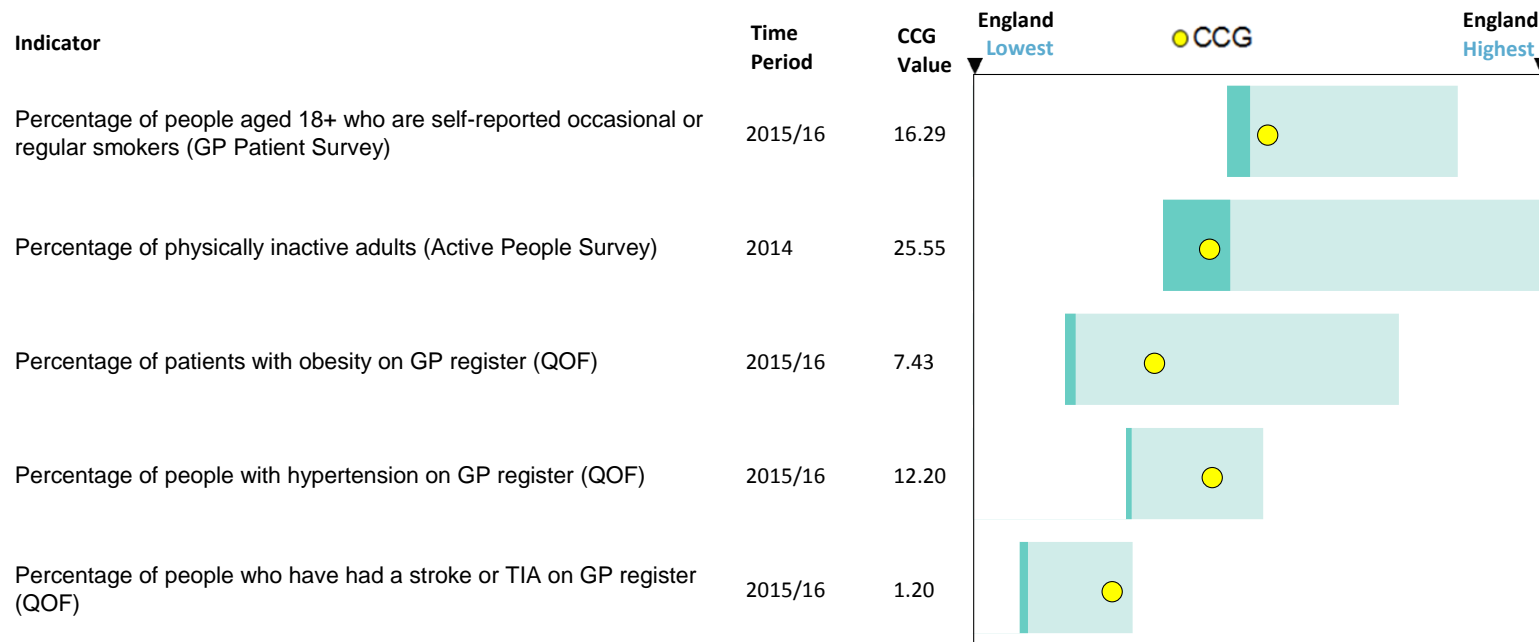 Indicator
Time
Period
CCG
Value
England
Lowest
CCG
England
Highest
Percentage of people aged 18+ who are self-reported occasional or
regular smokers (GP Patient Survey)
2015/16
16.29
Percentage of physically inactive adults (Active People Survey)
2014
25.55
Percentage of patients with obesity on GP register (QOF)
2015/16
7.43
Percentage of people with hypertension on GP register (QOF)
2015/16
12.20
Percentage of people who have had a stroke or TIA on GP register
(QOF)
2015/16
1.20